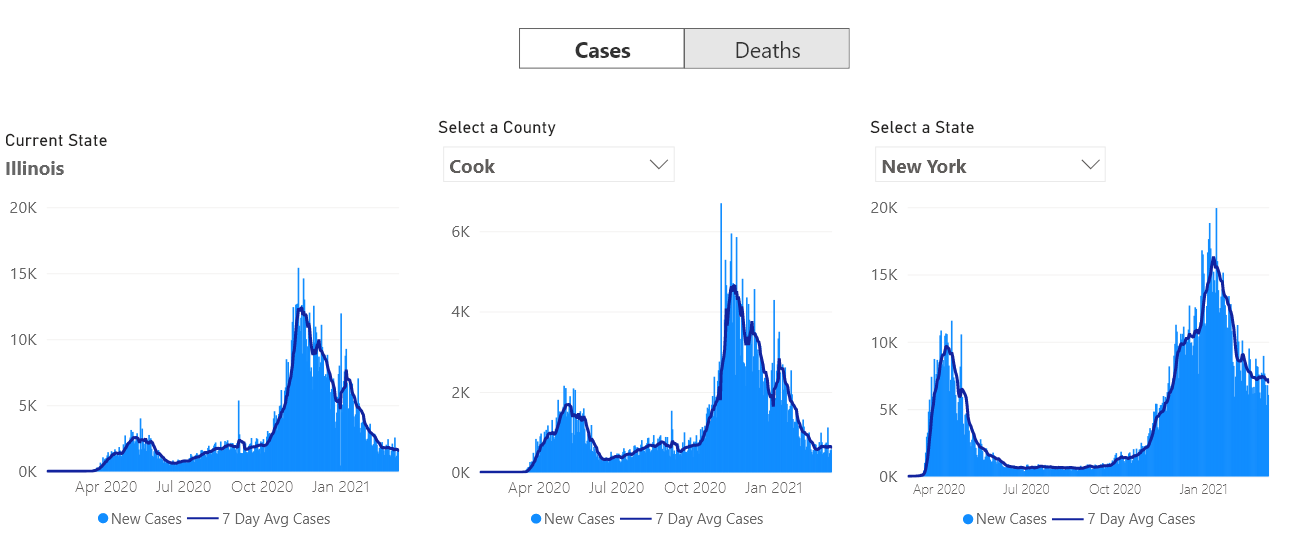 Cases Deaths
Current State
Illinois
20K
15K
10K
5K
0K
Apr 2020 Jul 2020 Oct 2020 Jan 2021
New Cases 7 Day Avg Cases
Select a County
Cook
6K
4K
2K
0K
Apr 2020 Jul 2020 Oct 2020 Jan 2021
New Cases 7 Day Avg Cases
Select a State
New York
20K
15K
10K
5K
0K
Apr 2020 Jul 2020 Oct 2020 Jan 2021
New Cases 7 Day Avg Cases